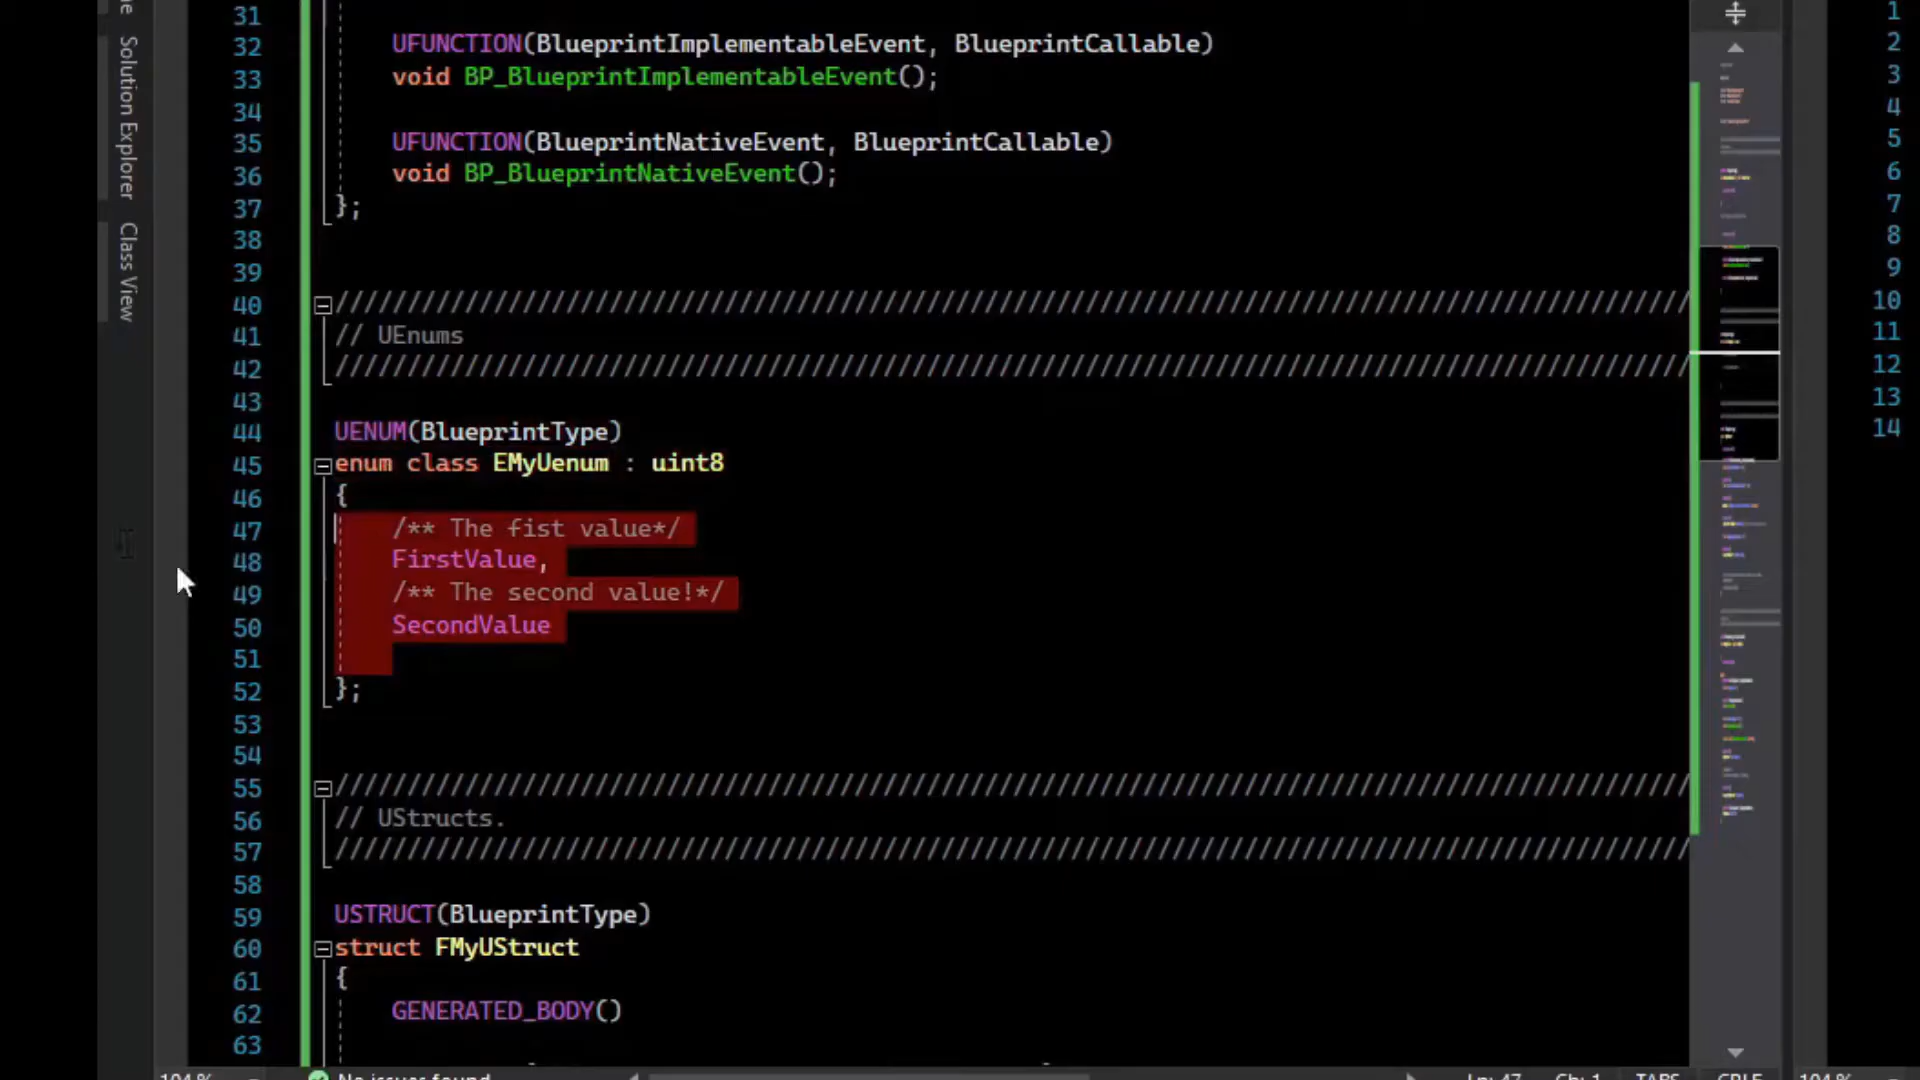 Solution Explorer
Class View
31
32 UFUNCTION(BlueprintImplementableEvent, BlueprintCallable)
33 void BP_BlueprintImplementableEvent();
34
35 UFUNCTION(BlueprintNativeEvent, BlueprintCallable)
36 void BP_BlueprintNativeEvent();
37 };
38
39
40 //////////////////////////////////////////////////////////////////////////////////////////////
41 // UEnums
42 //////////////////////////////////////////////////////////////////////////////////////////////
43
44 UENUM(BlueprintType)
45 enum class EMyUenum : uint8
46 {
47 /** The fist value*/
48 FirstValue,
49 /** The second value!*/
50 SecondValue
51
52 };
53
54
55 //////////////////////////////////////////////////////////////////////////////////////////////
56 // UStructs.
57 //////////////////////////////////////////////////////////////////////////////////////////////
58
59 USTRUCT(BlueprintType)
60 struct FMyUStruct
61 {
62 GENERATED_BODY()
63
104 % No issues found Ln: 47 Ch: 1 TABS CRLF 104 %
1
2
3
4
5
6
7
8
9
10
11
12
13
14